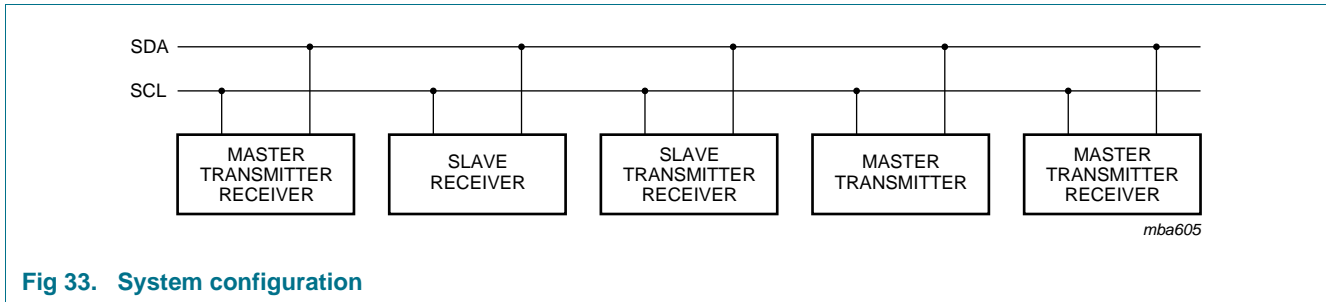 SDA
SCL
MASTER
TRANSMITTER
RECEIVER
SLAVE
RECEIVER
SLAVE
TRANSMITTER
RECEIVER
MASTER
TRANSMITTER
MASTER
TRANSMITTER
RECEIVER
mba605
Fig 33. System configuration